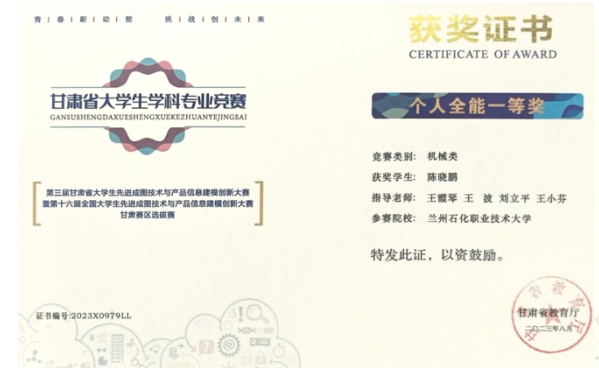 青春新动能 挑战创未来
甘肃省大学生学科专业竞赛
GANSUSHENGDAXUESHENGXUEKEZHUANYEJINGSAI
第三届甘肃省大学生先进成图技术与产品信息建模创新大赛
暨第十六届全国大学生先进成图技术与产品信息建模创新大赛
甘肃赛区选拔赛
证书编号:2023X0979LL
获奖证书
CERTIFICATE OF AWARD
个人全能一等奖
竞赛类别: 机械类
获奖学生: 陈晓鹏
指导老师: 王霞琴 王 波 刘立平 王小芬
参赛院校: 兰州石化职业技术大学
特发此证，以资鼓励。
甘肃省教育厅
二〇二三年八月